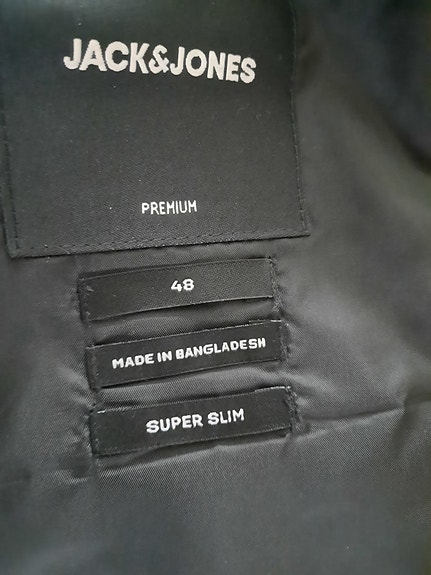 JACK&JONES
PREMIUM
48
MADE IN BANGLADESH
SUPER SLIM